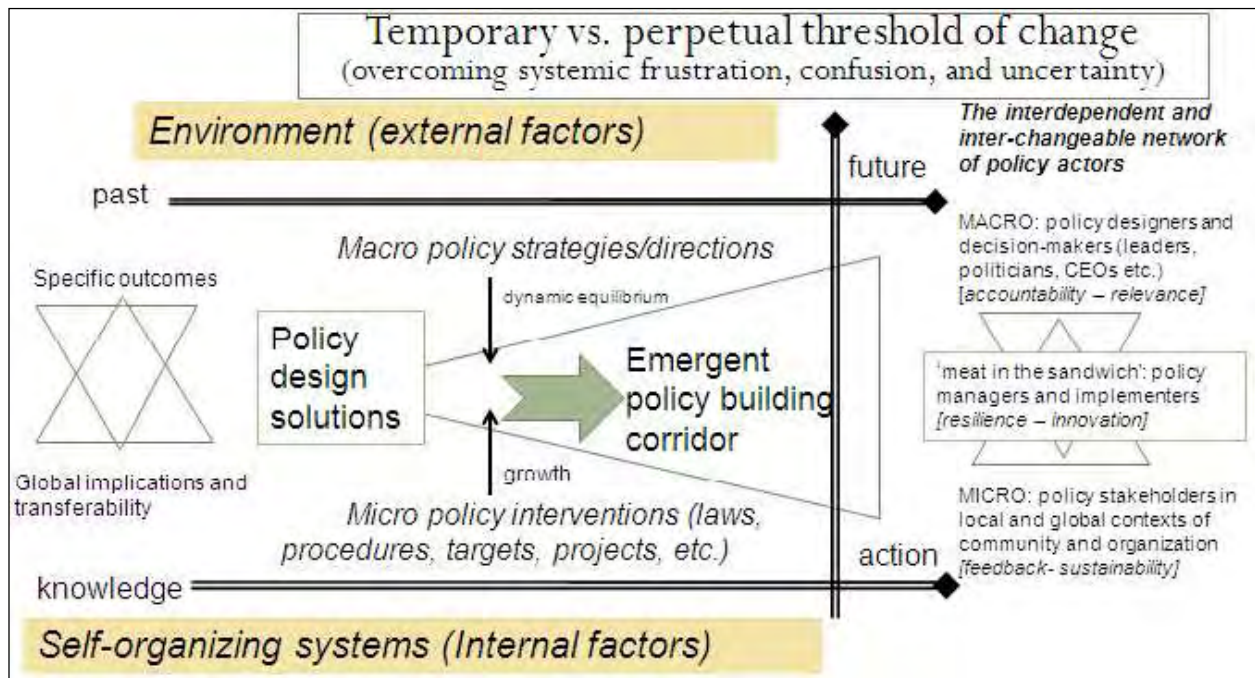 Temporary vs. perpetual threshold of change
(overcoming systemic frustration, confusion, and uncertainty)
Environment (external factors)
The interdependent and
inter-changeable network
of policy actors
future
past
MACRO: policy designers and
decision-makers (leaders,
politicians, CEOs etc.)
[accountability – relevance]
Macro policy strategies/directions
Specific outcomes
dynamic equilibrium
Policy
design
solutions
Emergent
policy building
corridor
'meat in the sandwich': policy
managers and implementers
[resilience – innovation]
growth
Global implications and
transferability
Micro policy interventions (laws,
procedures, targets, projects, etc.)
MICRO: policy stakeholders in
local and global contexts of
community and organization
[feedback- sustainability]
action
knowledge
Self-organizing systems (Internal factors)